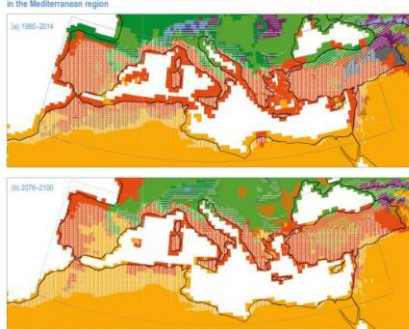 in the Mediterranean region
(a) 1985–2014
(b) 2076–2100